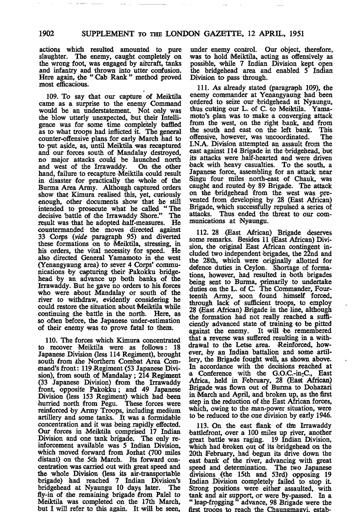 1902 SUPPLEMENT TO THE LONDON GAZETTE, 12 APRIL, 1951
actions which resulted amounted to pure
slaughter. The enemy, caught completely on
the wrong foot, was engaged by aircraft, tanks
and infantry and thrown into utter confusion.
Here again, the "Cab Rank" method proved
most efficacious.
109. To say that our capture of Meiktila
came as a surprise to the enemy Command
would be an understatement. Not only was
the blow utterly unexpected, but their Intelli-
gence was for some time completely baffled
as to what troops had inflicted it. The general
counter-offensive plans for early March had to
to put aside, as, until Meiktila was recaptured
and our forces south of Mandalay destroyed,
no major attacks could be launched north
and west of the Irrawaddy. On the other
hand, failure to recapture Meiktila could result
in disaster for practically the whole of the
Burma Area Army. Although captured orders
show that Kimura realised this, yet, curiously
enough, other documents show that he still
intended to prosecute what he called "The
decisive battle of the Irrawaddy Shore." The
result was that he adopted half-measures. He
countermanded the moves directed against
33 Corps (vide paragraph 95) and diverted
these formations on to Meiktila, stressing, in
his orders, the vital necessity for speed. He
also directed General Yamamoto in the west
(Yenangyaung area) to sever 4 Corps' commu-
nications by capturing their Pakokku bridge-
head by an advance up both banks of the
Irrawaddy. But he gave no orders to his forces
who were about Mandalay or south of the
river to withdraw, evidently considering he
could restore the situation about Meiktila while
continuing the battle in the north. Here, as
so often before, the Japanese under-estimation
of their enemy was to prove fatal to them.
110. The forces which Kimura concentrated
to recover Meiktila were as follows: 18
Japanese Division (less 114 Regiment), brought
south from the Northern Combat Area Com-
mand's front: 119 Regiment (53 Japanese Divi-
sion), from south of Mandalay; 214 Regiment
(33 Japanese Division) from the Irrawaddy
front, opposite Pakokku; and 49 Japanese
Division (less 153 Regiment) which had been
hurried north from Pegu. These forces were
reinforced by Army Troops, including medium
artillery and some tanks. It was a formidable
concentration and it was being rapidly effected.
Our forces in Meiktila comprised 17 Indian
Division and one tank brigade. The only re-
inforcement available was 5 Indian Division,
which moved forward from Jorhat (700 miles
distant) on the 5th March. Its forward con-
centration was carried out with great speed and
the whole Division (less its air-transportable
brigade) had reached 7 Indian Division's
bridgehead at Nyaungu 10 days later. The
fly-in of the remaining brigade from Palel to
Meiktila was completed on the 17th March,
but I will refer to this again. It will be seen,
under enemy control. Our object, therefore,
was to hold Meiktila, acting as offensively as
possible, while 7 Indian Division kept open
the bridgehead area and enabled 5 Indian
Division to pass through.
111. As already stated (paragraph 109), the
enemy commander at Yenangyaung had been
ordered to seize our bridgehead at Nyaungu,
thus cutting our L. of C. to Meiktila. Yama-
moto's plan was to make a converging attack
from the west, on the right bank, and from
the south and east on the left bank. This
offensive, however, was uncoordinated. The
I.N.A. Division attempted an assault from the
east against 114 Brigade in the bridgehead, but
its attacks were half-hearted and were driven
back with heavy casualties. To the south, a
Japanese force, assembling for an attack near
Singu four miles north-east of Chauk, was
caught and routed by 89 Brigade. The attack
on the bridgehead from the west was pre-
vented from developing by 28 (East African)
Brigade, which successfully repulsed a series of
attacks. Thus ended the threat to our com-
munications at Nyaungu.
112. 28 (East African) Brigade deserves
some remarks. Besides 11 (East African) Divi-
sion, the original East African contingent in-
cluded two independent brigades, the 22nd and
the 28th, which were originally allotted for
defence duties in Ceylon. Shortage of forma-
tions, however, had resulted in both brigades
being sent to Burma, primarily to undertake
duties on the L. of C. The Commander, Four-
teenth Army, soon found himself forced,
through lack of sufficient troops, to employ
28 (East African) Brigade in the line, although
the formation had not really reached a suffi-
ciently advanced state of training to be pitted
against the enemy. It will be remembered
that a reverse was suffered resulting in a with-
drawal to the Letse area. Reinforced, how-
ever, by an Indian battalion and some artil-
lery, the Brigade fought well, as shown above.
In accordance with the decisions reached at
a Conference with the G.O.C.-in-C., East
Africa, held in February, 28 (East African)
Brigade was flown out of Burma to Dohazari
in March and April, and broken up, as the first
step in the reduction of the East African forces,
which, owing to the man-power situation, were
to be reduced to the one division by early 1946.
113. On the east flank of the Irrawaddy
battlefront, over a 100 miles up river, another
great battle was raging. 19 Indian Division,
which had broken out of its bridgehead on the
20th February, had begun its drive down the
east bank of the river, advancing with great
speed and determination. The two Japanese
divisions (the 15th and 53rd) opposing 19
Indian Division completely failed to stop it.
Strong positions were either assaulted, with
tank and air support, or were by-passed. In a
"leap-frogging" advance, 98 Brigade were the
first troops to reach the Chaungmagyi, estab-